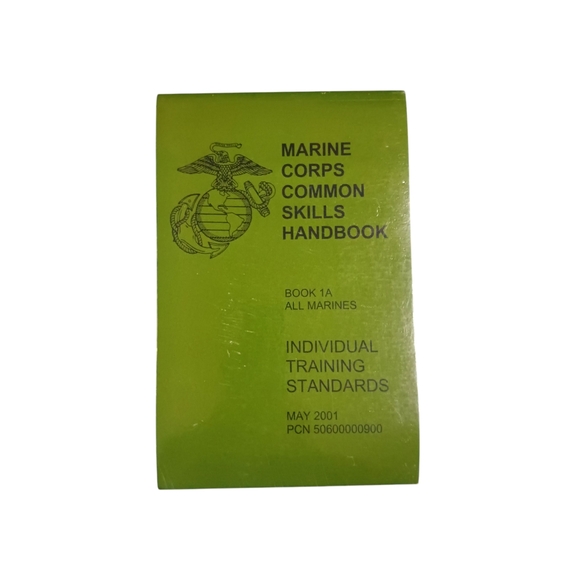 MARINE
CORPS
COMMON
SKILLS
HANDBOOK
BOOK 1A
ALL MARINES
INDIVIDUAL
TRAINING
STANDARDS
MAY 2001
PCN 50600000900